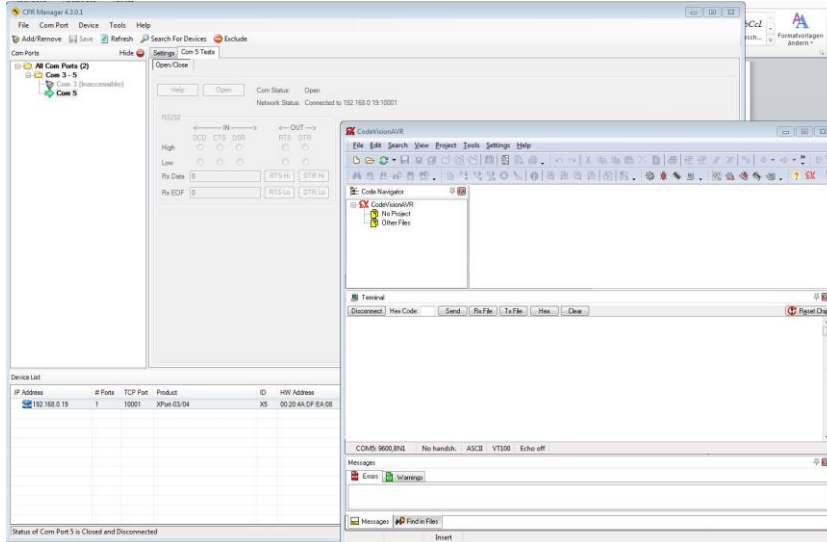 CPR Manager 4.3.0.1
File Com Port Device Tools Help
Add/Remove Save Refresh Search For Devices Exclude
Com Ports Hide
Settings Com 5 Tests
All Com Ports (2)
Com 3 - 5
Com 3 (Inaccessible)
Com 5
Open/Close
Help Open Com Status: Open
Network Status: Connected to 192.168.0.19:10001
RS232
<-------- IN --------> <-- OUT -->
DCD CTS DSR RTS DTR
High
Low
Rx Data 0 RTS Hi DTR Hi
Rx EOF 0 RTS Lo DTR Lo
Device List
IP Address # Ports TCP Port Product ID HW Address
192.168.0.19 1 10001 XPort-03/04 X5 00:20:4A:DF:EA:08
Status of Com Port 5 is Closed and Disconnected
Formatvorlagen
ändern
CodeVisionAVR
File Edit Search View Project Tools Settings Help
Code Navigator
CodeVisionAVR
No Project
Other Files
Terminal
Disconnect Hex Code: Send Rx File Tx File Hex Clear Reset Chip
COM5: 9600,8N1 No handsh. ASCII VT100 Echo off
Messages
Errors Warnings
Messages Find in Files
Insert